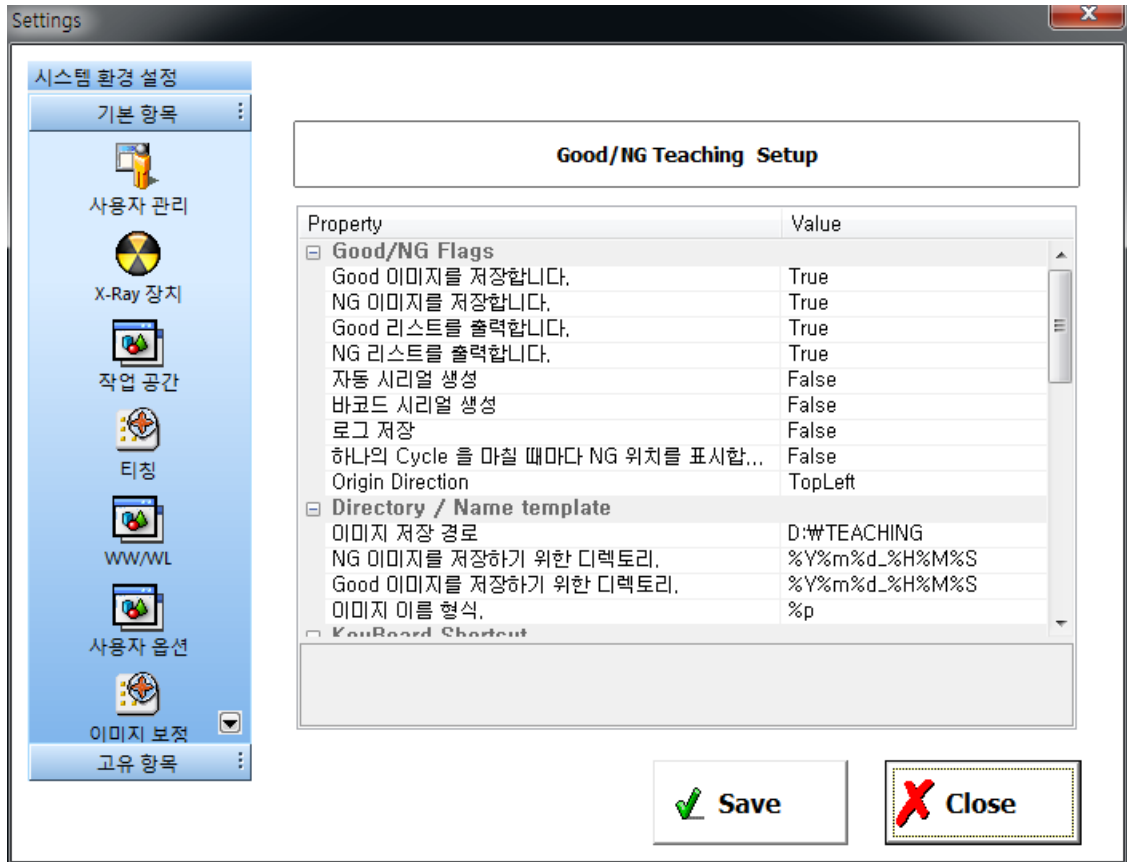 Settings
시스템 환경 설정
기본 항목
사용자 관리
X-Ray 장치
작업 공간
티칭
WW/WL
사용자 옵션
이미지 보정
고유 항목
Good/NG Teaching Setup
Property Value
Good/NG Flags
Good 이미지를 저장합니다. True
NG 이미지를 저장합니다. True
Good 리스트를 출력합니다. True
NG 리스트를 출력합니다. True
자동 시리얼 생성 False
바코드 시리얼 생성 False
로그 저장 False
하나의 Cycle 을 마칠 때마다 NG 위치를 표시합... False
Origin Direction TopLeft
Directory / Name template
이미지 저장 경로 D:₩TEACHING
NG 이미지를 저장하기 위한 디렉토리. %Y%m%d_%H%M%S
Good 이미지를 저장하기 위한 디렉토리. %Y%m%d_%H%M%S
이미지 이름 형식. %p
KeyBoard Shortcut
Save
Close